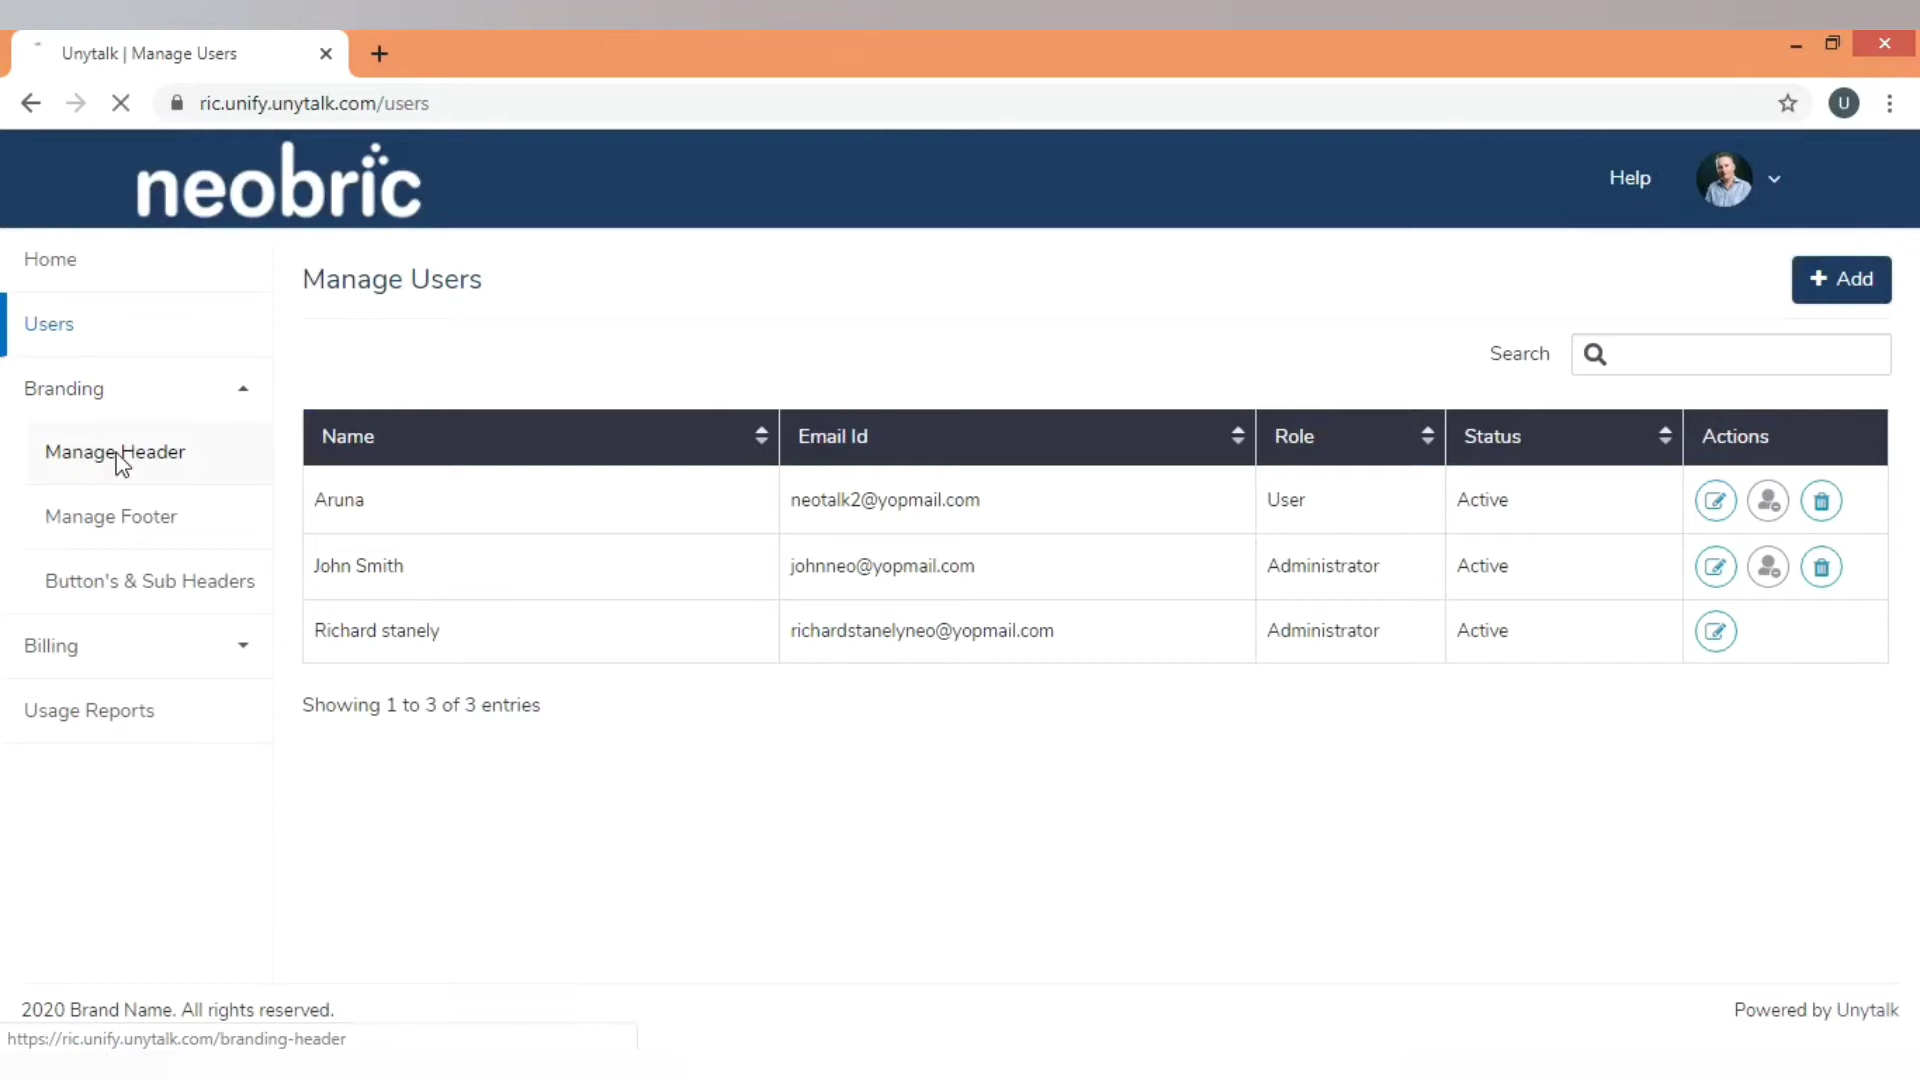 Unytalk | Manage Users
ric.unify.unytalk.com/users
U
neobric
Help
Home
Manage Users
+ Add
Users
Search
Branding
Name Email Id Role Status Actions
Manage Header
Aruna neotalk2@yopmail.com User Active
Manage Footer
John Smith johnneo@yopmail.com Administrator Active
Button's & Sub Headers
Richard stanely richardstanelyneo@yopmail.com Administrator Active
Billing
Usage Reports
Showing 1 to 3 of 3 entries
2020 Brand Name. All rights reserved.
Powered by Unytalk
https://ric.unify.unytalk.com/branding-header